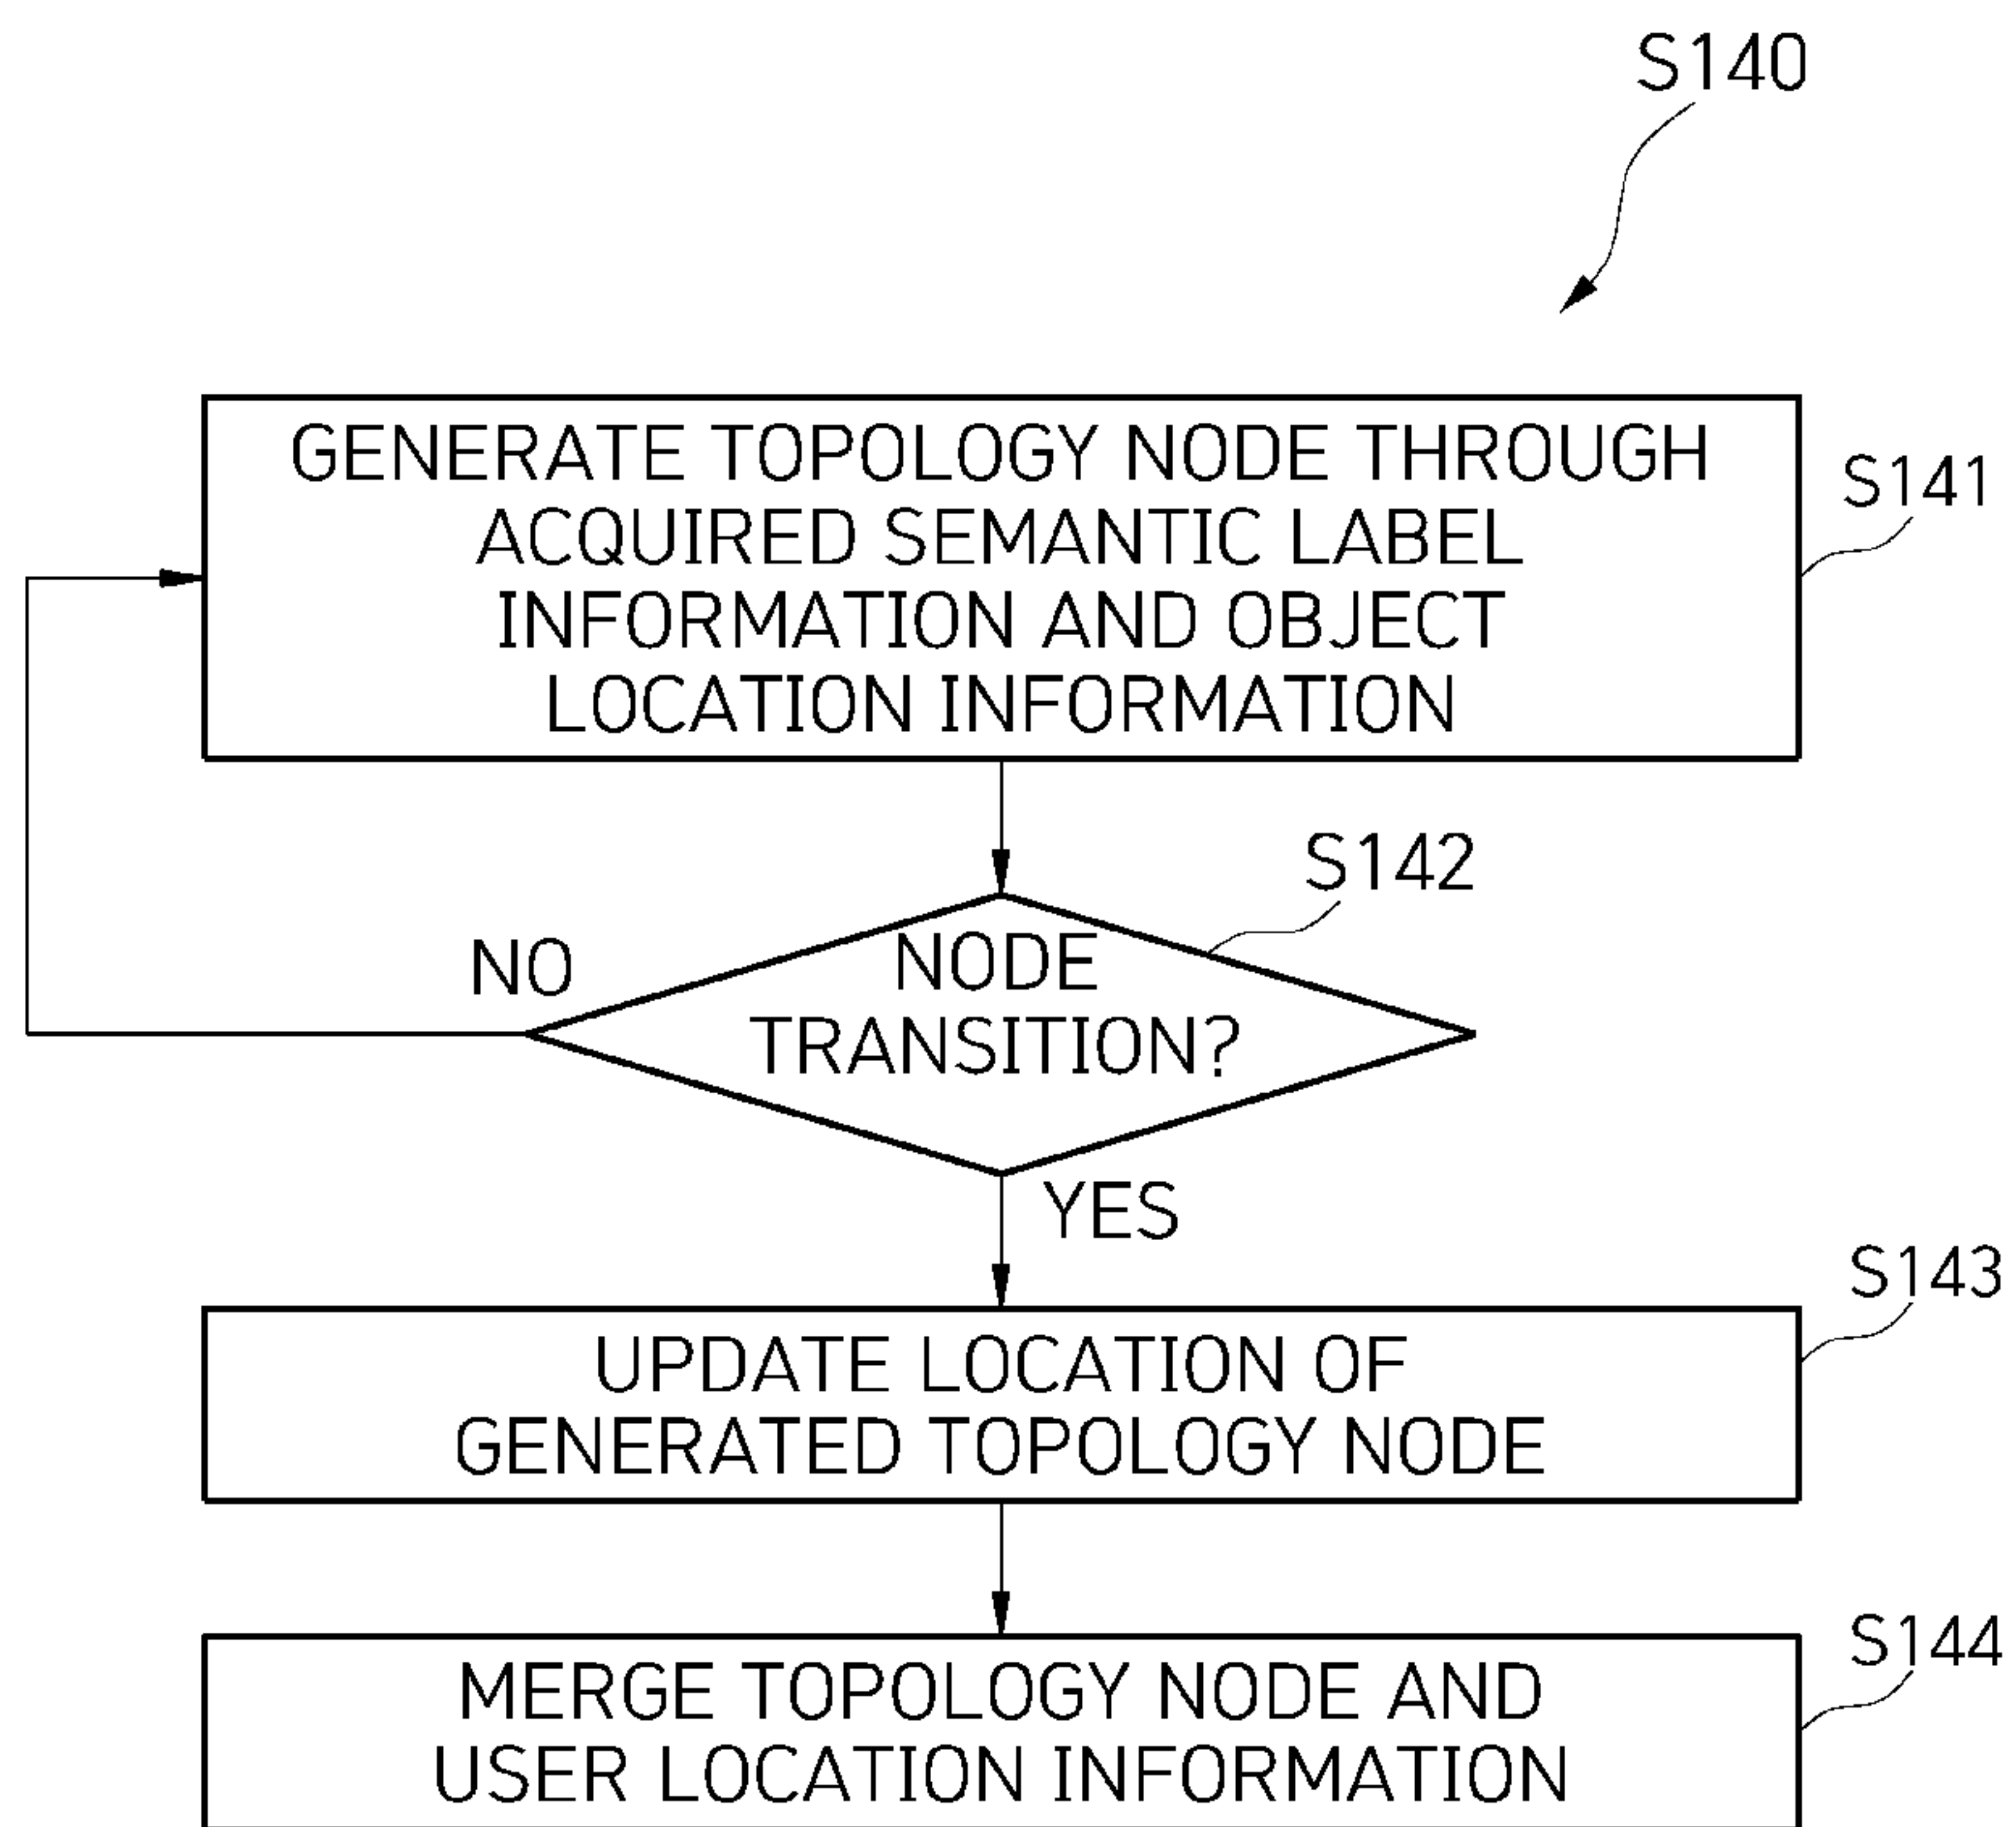 S140
GENERATE TOPOLOGY NODE THROUGH
ACQUIRED SEMANTIC LABEL
INFORMATION AND OBJECT
LOCATION INFORMATION
S141
S142
NO
NODE
TRANSITION?
YES
S143
UPDATE LOCATION OF
GENERATED TOPOLOGY NODE
S144
MERGE TOPOLOGY NODE AND
USER LOCATION INFORMATION